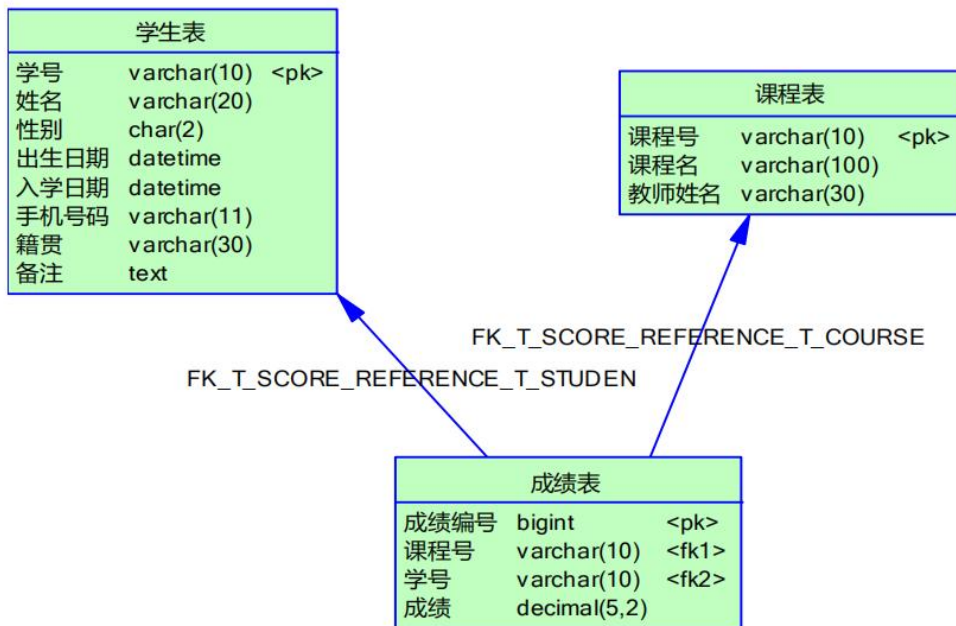 学生表
学号 varchar(10) <pk>
姓名 varchar(20)
性别 char(2)
出生日期 datetime
入学日期 datetime
手机号码 varchar(11)
籍贯 varchar(30)
备注 text
课程表
课程号 varchar(10) <pk>
课程名 varchar(100)
教师姓名 varchar(30)
FK_T_SCORE_REFERENCE_T_COURSE
FK_T_SCORE_REFERENCE_T_STUDEN
成绩表
成绩编号 bigint <pk>
课程号 varchar(10) <fk1>
学号 varchar(10) <fk2>
成绩 decimal(5,2)